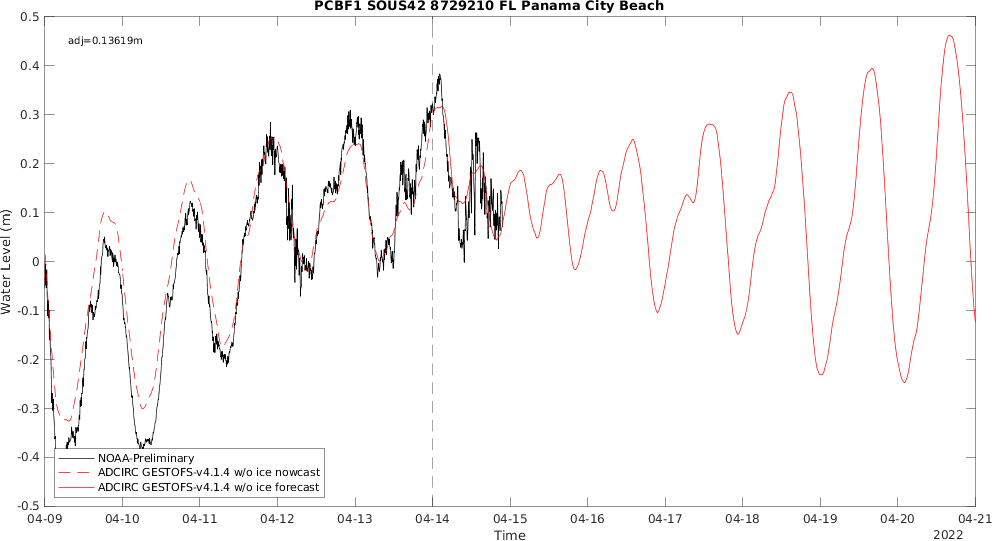 PCBF1 SOUS42 8729210 FL Panama City Beach
adj=0.13619m
Water Level (m)
0.5
0.4
0.3
0.2
0.1
0
-0.1
-0.2
-0.3
-0.4
-0.5
NOAA-Preliminary
ADCIRC GESTOFS-v4.1.4 w/o ice nowcast
ADCIRC GESTOFS-v4.1.4 w/o ice forecast
04-09 04-10 04-11 04-12 04-13 04-14 04-15 04-16 04-17 04-18 04-19 04-20 04-21
Time
2022